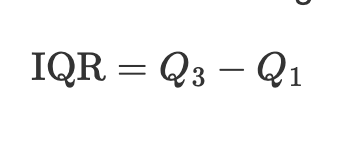 IQR = Q₃ − Q₁